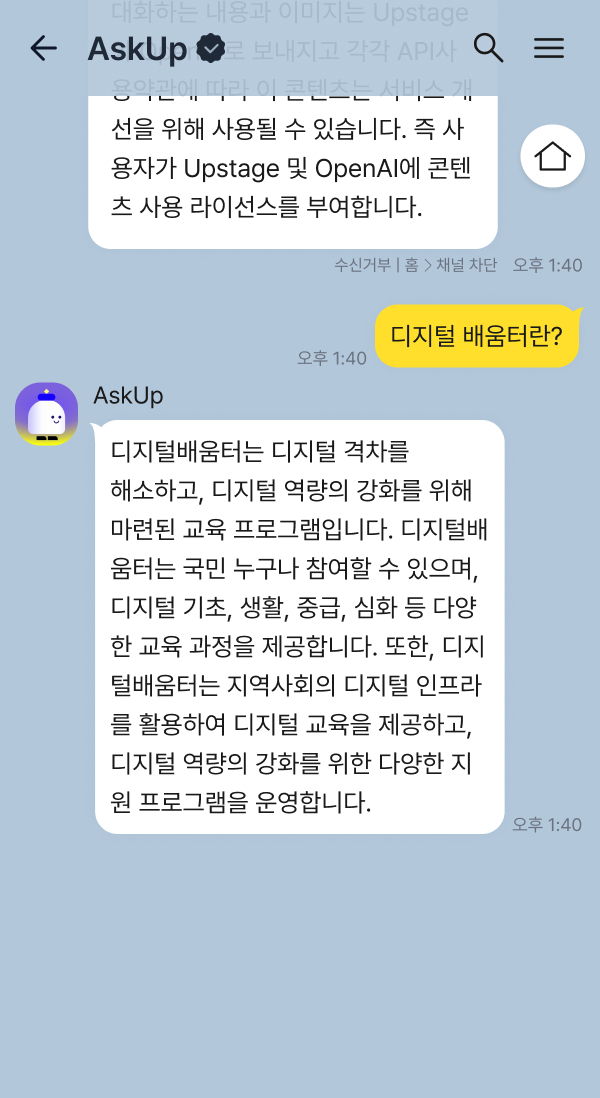 대화하는 내용과 이미지는 Upstage
AskUp
로 보내지고 각각 API사
용약관에 따라 이 콘텐츠는 서비스 개
선을 위해 사용될 수 있습니다. 즉 사
용자가 Upstage 및 OpenAI에 콘텐
츠 사용 라이선스를 부여합니다.
수신거부 | 홈 > 채널 차단 오후 1:40
디지털 배움터란?
오후 1:40
AskUp
디지털배움터는 디지털 격차를
해소하고, 디지털 역량의 강화를 위해
마련된 교육 프로그램입니다. 디지털배
움터는 국민 누구나 참여할 수 있으며,
디지털 기초, 생활, 중급, 심화 등 다양
한 교육 과정을 제공합니다. 또한, 디지
털배움터는 지역사회의 디지털 인프라
를 활용하여 디지털 교육을 제공하고,
디지털 역량의 강화를 위한 다양한 지
원 프로그램을 운영합니다.
오후 1:40